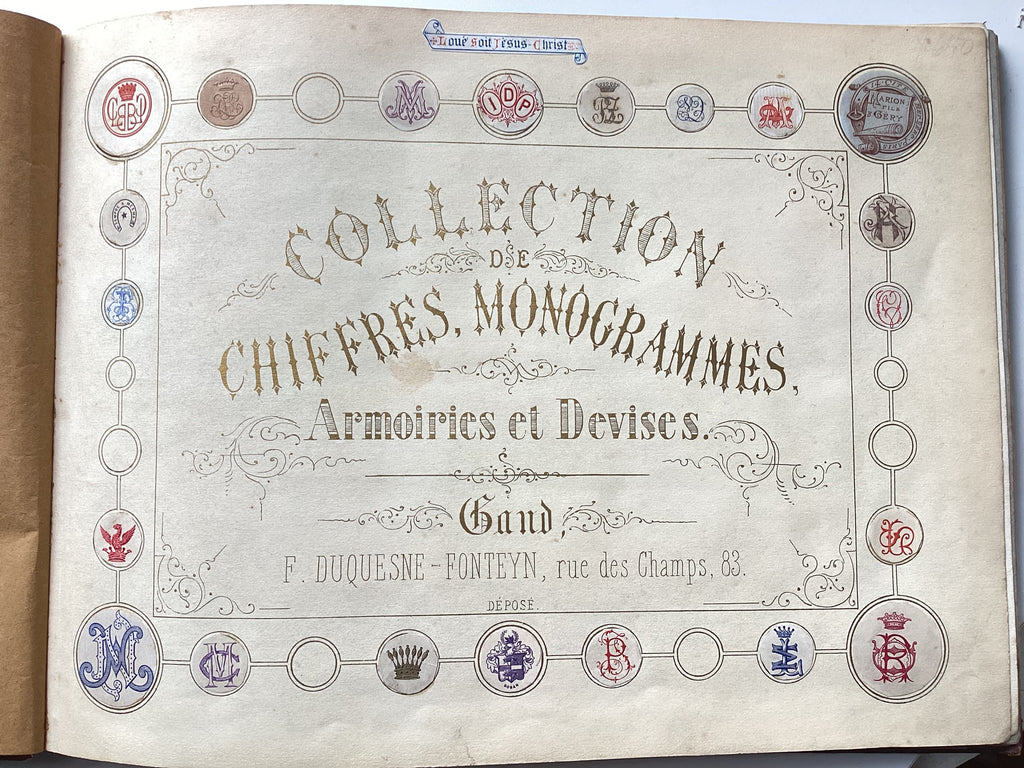 Loué Soit Jésus-Christ
IDP
MARION
FILS
& GÉRY
COLLECTION
DE
CHIFFRES, MONOGRAMMES,
Armoiries et Devises.
Gand,
F. DUQUESNE-FONTEYN, rue des Champs, 83.
DÉPOSÉ.